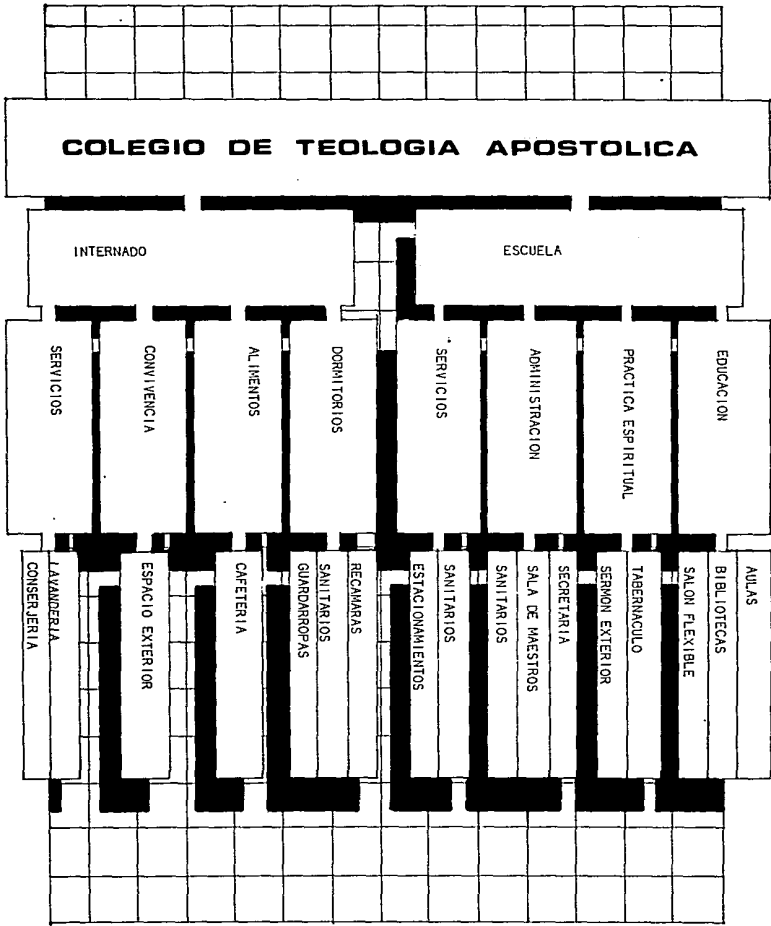 COLEGIO DE TEOLOGIA APOSTOLICA
INTERNADO
ESCUELA
SERVICIOS
CONVIVENCIA
ALIMENTOS
DORMITORIOS
SERVICIOS
ADMINISTRACION
PRACTICA ESPIRITUAL
EDUCACION
CONSERJERIA
LAVANDERIA
ESPACIO EXTERIOR
CAFETERIA
GUARDARROPAS
SANITARIOS
RECAMARAS
ESTACIONAMIENTOS
SANITARIOS
SANITARIOS
SALA DE MAESTROS
SECRETARIA
SERMON EXTERIOR
TABERNACULO
SALON FLEXIBLE
BIBLIOTECAS
AULAS